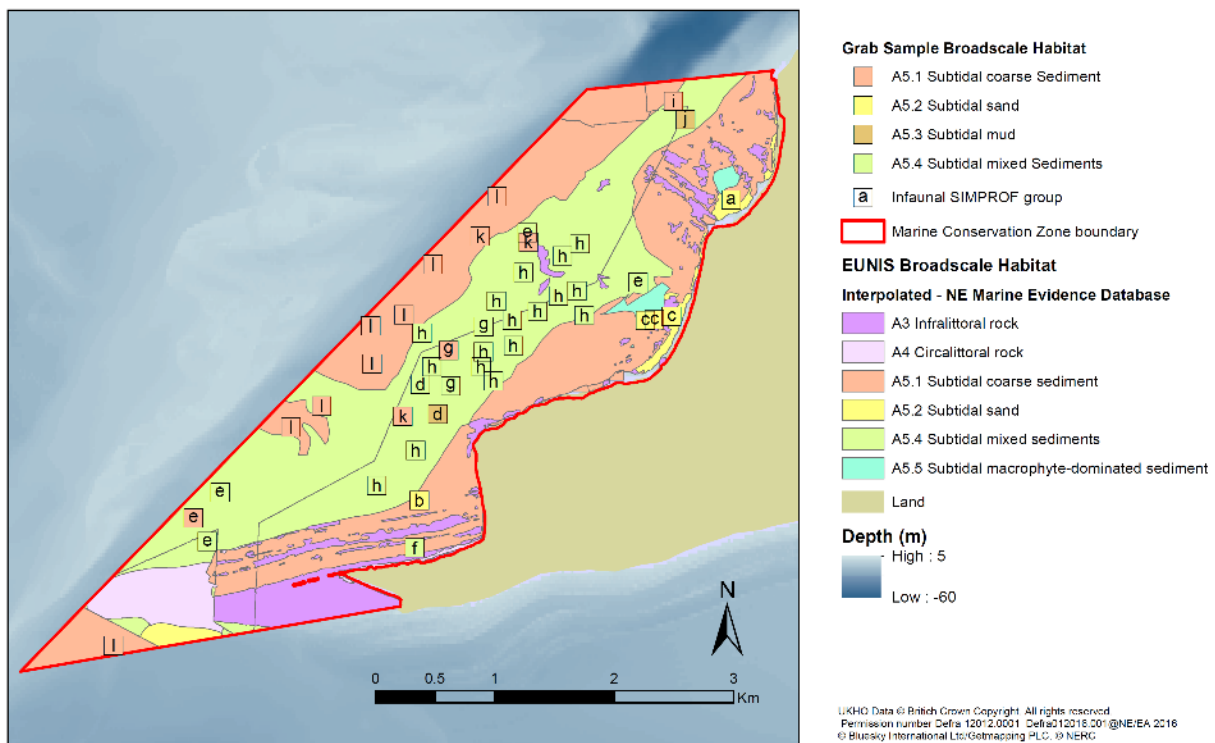 i
j
l
a
k
e
k
h
h
l
h
e
h
h
h
l
l
h
g
h
h
h
c
c
c
h
g
h
h
l
h
h
h
d
g
l
l
k
d
h
h
e
b
e
e
f
l
N
0 0.5 1 2 3
Km
Grab Sample Broadscale Habitat
A5.1 Subtidal coarse Sediment
A5.2 Subtidal sand
A5.3 Subtidal mud
A5.4 Subtidal mixed Sediments
a Infaunal SIMPROF group
Marine Conservation Zone boundary
EUNIS Broadscale Habitat
Interpolated - NE Marine Evidence Database
A3 Infralittoral rock
A4 Circalittoral rock
A5.1 Subtidal coarse sediment
A5.2 Subtidal sand
A5.4 Subtidal mixed sediments
A5.5 Subtidal macrophyte-dominated sediment
Land
Depth (m)
High : 5
Low : -60
UKHO Data © British Crown Copyright. All rights reserved.
Permission number Defra 12012.0001 Defra012016.001@NE/EA 2016
© Bluesky International Ltd/Getmapping PLC. © NERC